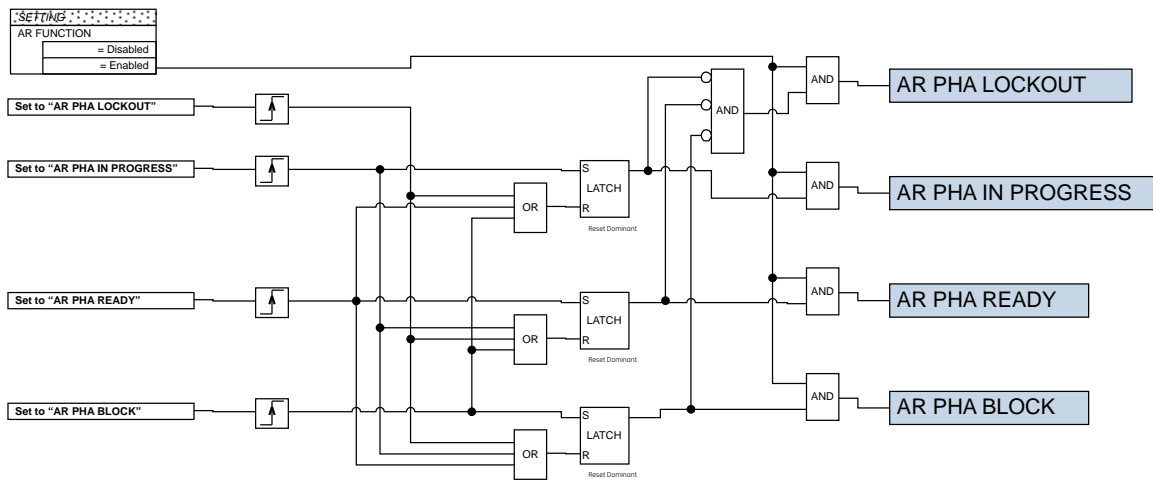 SETTING
AR FUNCTION
= Disabled
= Enabled
Set to “AR PHA LOCKOUT”
AND
AND
AR PHA LOCKOUT
Set to “AR PHA IN PROGRESS”
S
LATCH
R
Reset Dominant
OR
AND
AR PHA IN PROGRESS
Set to “AR PHA READY”
S
LATCH
R
Reset Dominant
OR
AND
AR PHA READY
Set to “AR PHA BLOCK”
S
LATCH
R
Reset Dominant
OR
AND
AR PHA BLOCK